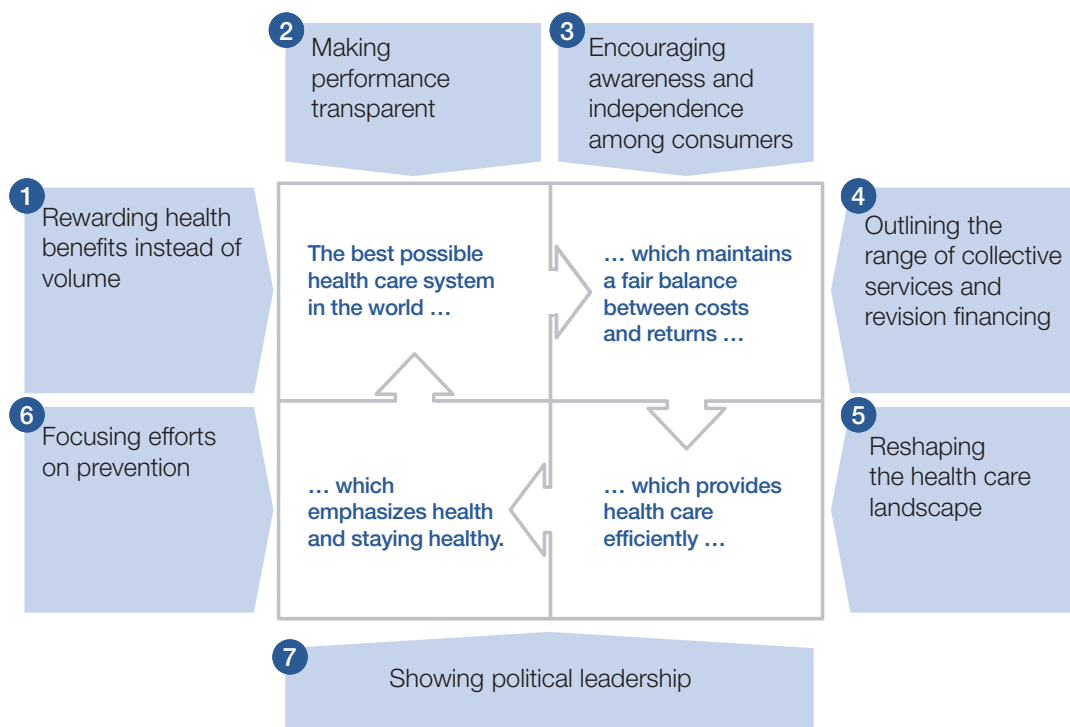 2
Making
performance
transparent
3
Encouraging
awareness and
independence
among consumers
1
Rewarding health
benefits instead of
volume
The best possible
health care system
in the world …
… which maintains
a fair balance
between costs
and returns …
4
Outlining the
range of collective
services and
revision financing
6
Focusing efforts
on prevention
… which
emphasizes health
and staying healthy.
… which provides
health care
efficiently …
5
Reshaping
the health care
landscape
7
Showing political leadership